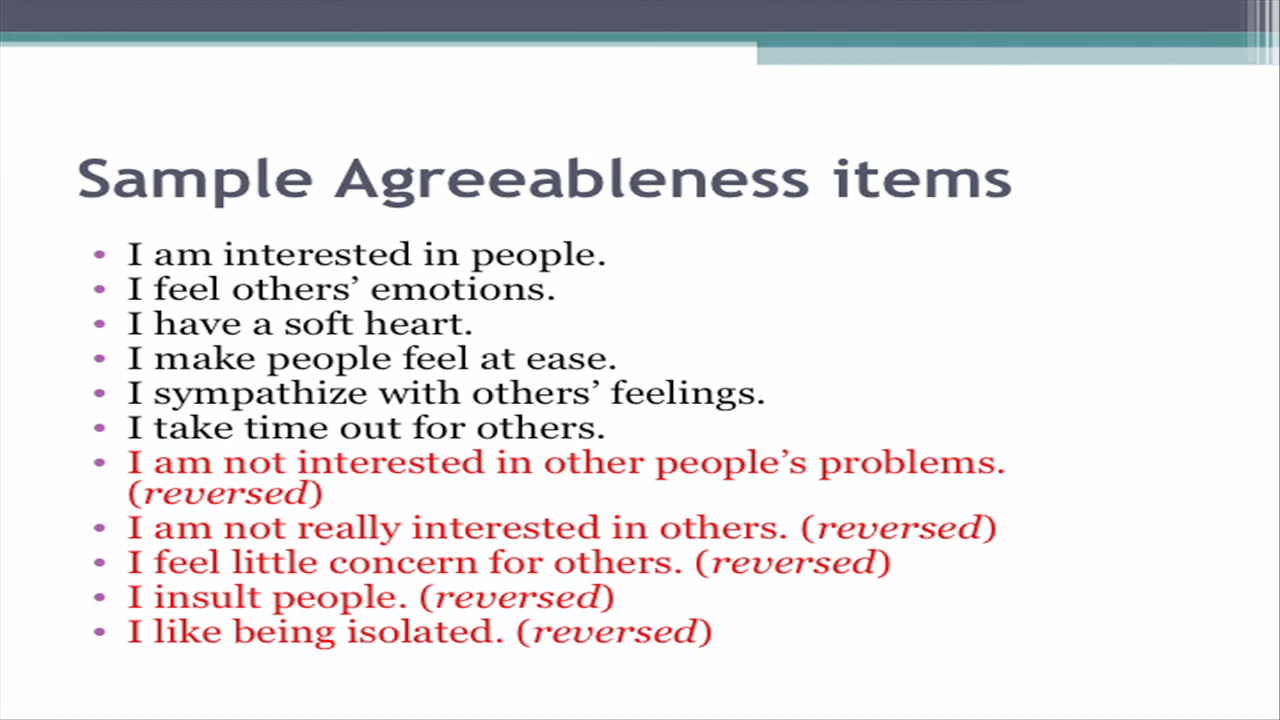 Sample Agreeableness items
• I am interested in people.
• I feel others’ emotions.
• I have a soft heart.
• I make people feel at ease.
• I sympathize with others’ feelings.
• I take time out for others.
• I am not interested in other people’s problems.
(reversed)
• I am not really interested in others. (reversed)
• I feel little concern for others. (reversed)
• I insult people. (reversed)
• I like being isolated. (reversed)